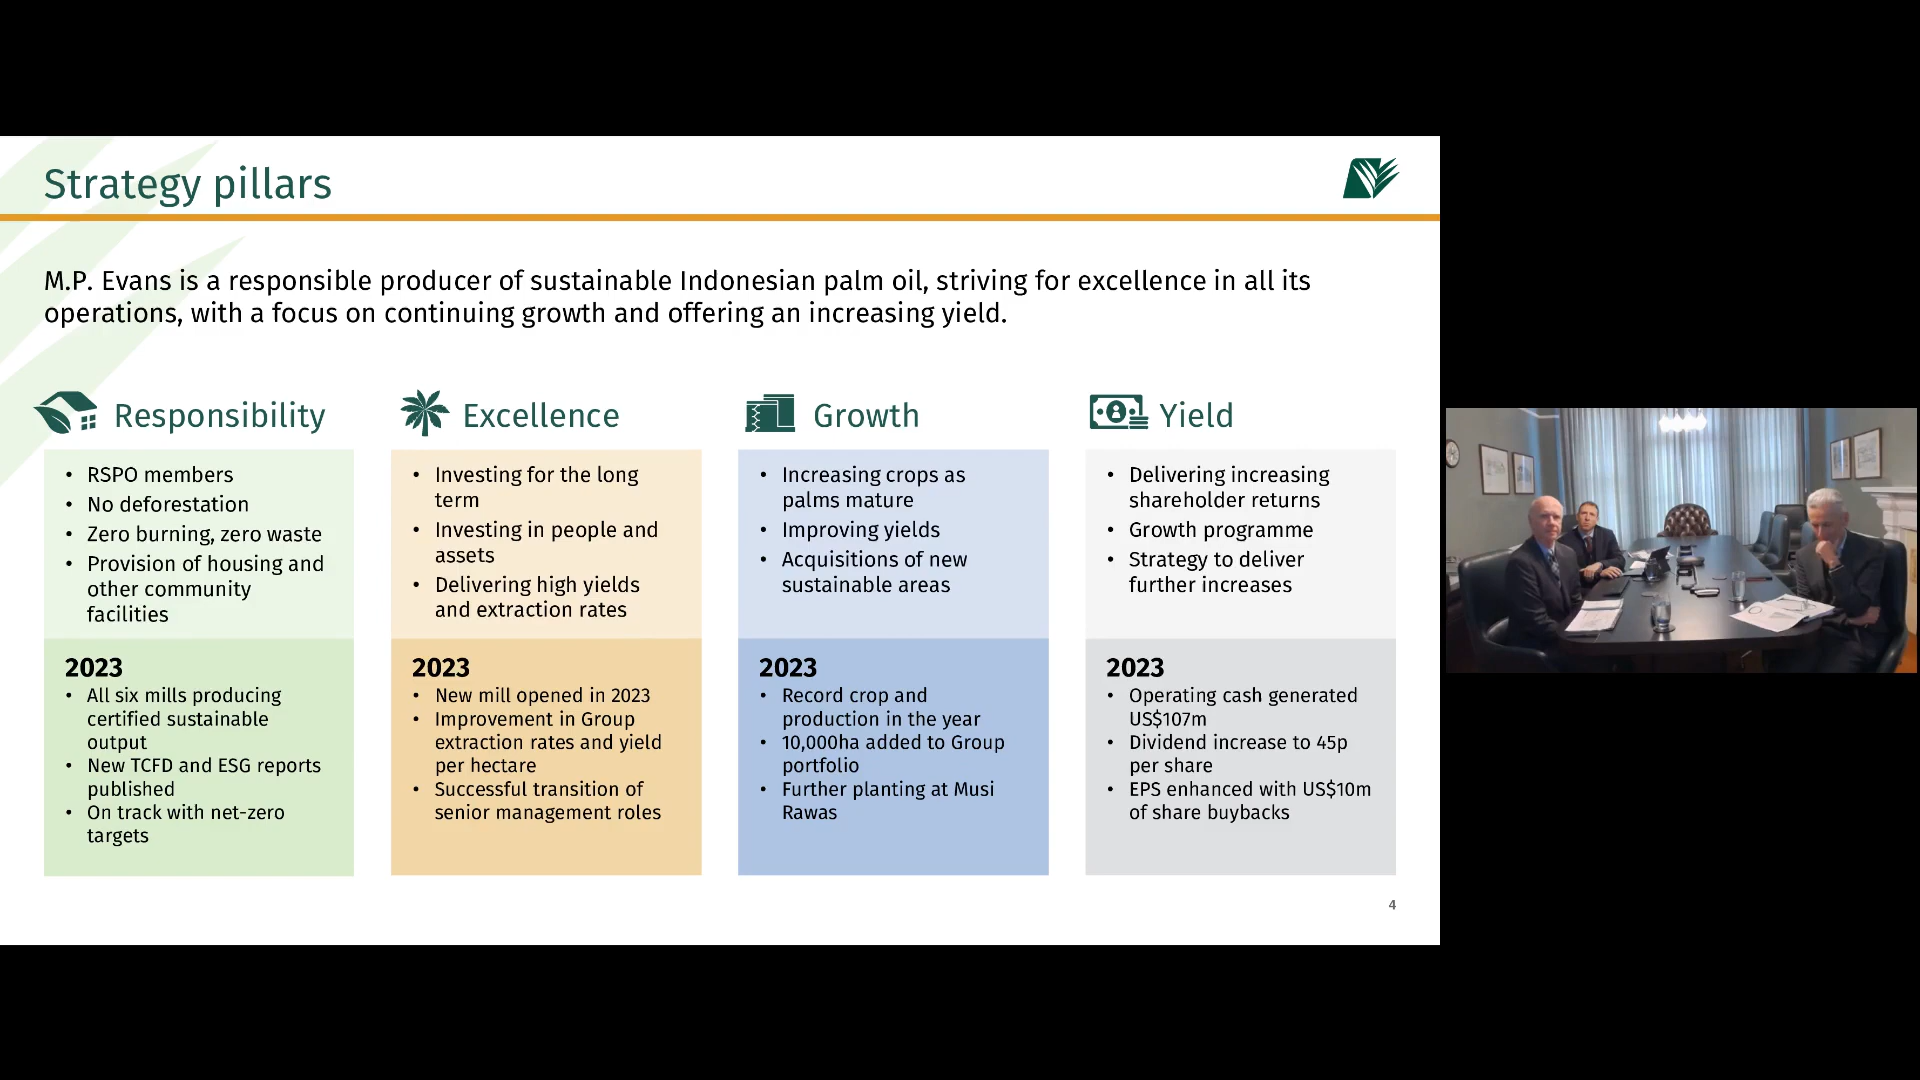 Strategy pillars
M.P. Evans is a responsible producer of sustainable Indonesian palm oil, striving for excellence in all its
operations, with a focus on continuing growth and offering an increasing yield.
Responsibility
• RSPO members
• No deforestation
• Zero burning, zero waste
• Provision of housing and
other community
facilities
2023
• All six mills producing
certified sustainable
output
• New TCFD and ESG reports
published
• On track with net-zero
targets
Excellence
• Investing for the long
term
• Investing in people and
assets
• Delivering high yields
and extraction rates
2023
• New mill opened in 2023
• Improvement in Group
extraction rates and yield
per hectare
• Successful transition of
senior management roles
Growth
• Increasing crops as
palms mature
• Improving yields
• Acquisitions of new
sustainable areas
2023
• Record crop and
production in the year
• 10,000ha added to Group
portfolio
• Further planting at Musi
Rawas
Yield
• Delivering increasing
shareholder returns
• Growth programme
• Strategy to deliver
further increases
2023
• Operating cash generated
US$107m
• Dividend increase to 45p
per share
• EPS enhanced with US$10m
of share buybacks
4